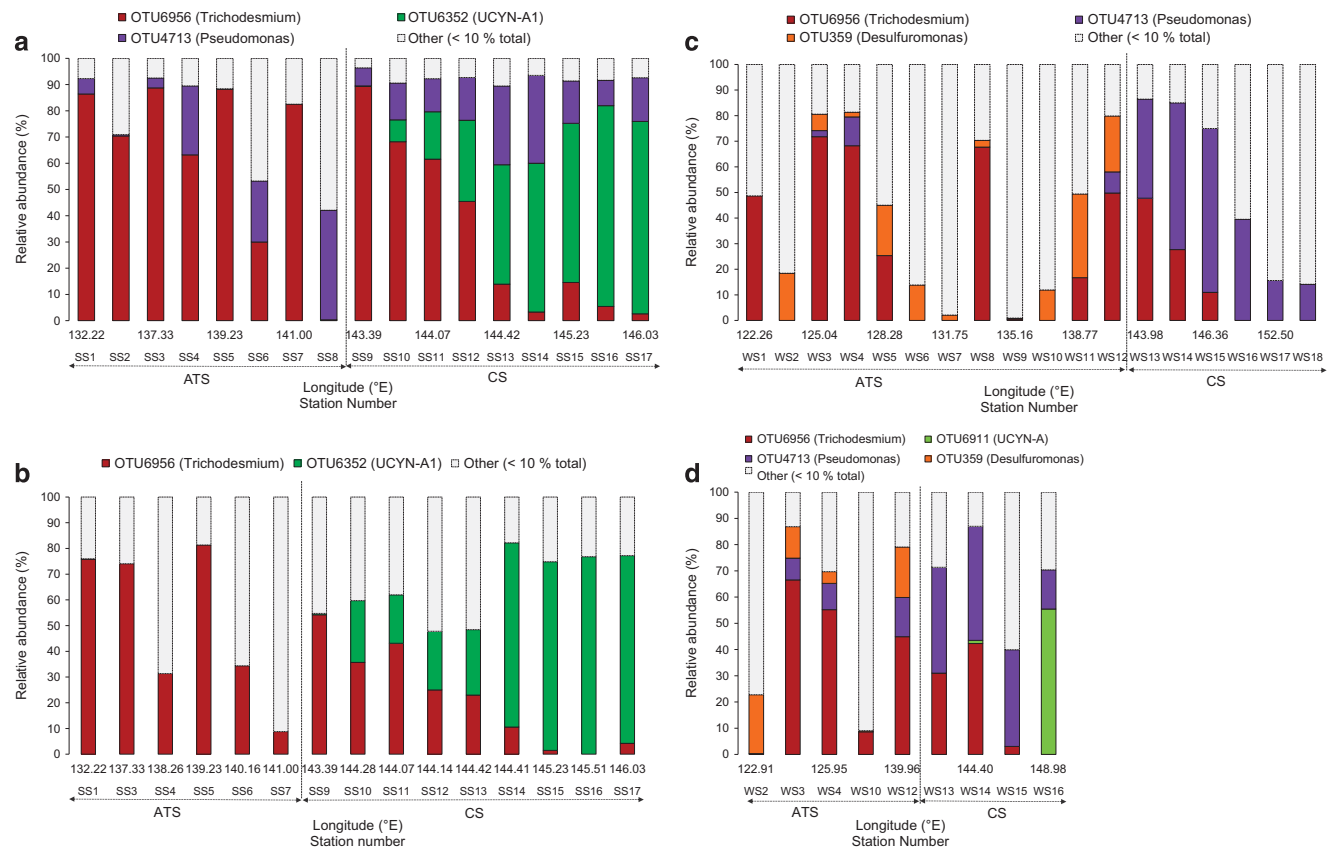 a
OTU6956 (Trichodesmium) OTU6352 (UCYN-A1)
OTU4713 (Pseudomonas) Other (< 10 % total)
Relative abundance (%)
100
90
80
70
60
50
40
30
20
10
0
132.22 137.33 139.23 141.00 143.39 144.07 144.42 145.23 146.03
SS1 SS2 SS3 SS4 SS5 SS6 SS7 SS8 SS9 SS10 SS11 SS12 SS13 SS14 SS15 SS16 SS17
ATS CS
Longitude (°E)
Station Number
b
OTU6956 (Trichodesmium) OTU6352 (UCYN-A1) Other (< 10 % total)
Relative abundance (%)
100
90
80
70
60
50
40
30
20
10
0
132.22 137.33 138.26 139.23 140.16 141.00 143.39 144.28 144.07 144.14 144.42 144.41 145.23 145.51 146.03
SS1 SS3 SS4 SS5 SS6 SS7 SS9 SS10 SS11 SS12 SS13 SS14 SS15 SS16 SS17
ATS CS
Longitude (°E)
Station number
c
OTU6956 (Trichodesmium) OTU4713 (Pseudomonas)
OTU359 (Desulfuromonas) Other (< 10 % total)
Relative abundance (%)
100
90
80
70
60
50
40
30
20
10
0
122.26 125.04 128.28 131.75 135.16 138.77 143.98 146.36 152.50
WS1 WS2 WS3 WS4 WS5 WS6 WS7 WS8 WS9 WS10 WS11 WS12 WS13 WS14 WS15 WS16 WS17 WS18
ATS CS
Longitude (°E)
Station Number
d
OTU6956 (Trichodesmium) OTU6911 (UCYN-A)
OTU4713 (Pseudomonas) OTU359 (Desulfuromonas)
Other (< 10 % total)
Relative abundance (%)
100
90
80
70
60
50
40
30
20
10
0
122.91 125.95 139.96 144.40 148.98
WS2 WS3 WS4 WS10 WS12 WS13 WS14 WS15 WS16
ATS CS
Longitude (°E)
Station Number